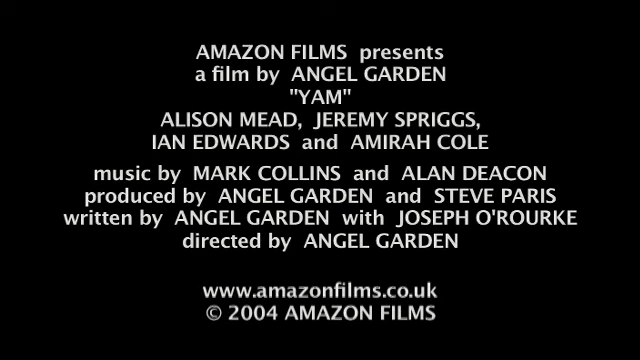 AMAZON FILMS presents
a film by ANGEL GARDEN
"YAM"
ALISON MEAD, JEREMY SPRIGGS,
IAN EDWARDS and AMIRAH COLE
music by MARK COLLINS and ALAN DEACON
produced by ANGEL GARDEN and STEVE PARIS
written by ANGEL GARDEN with JOSEPH O'ROURKE
directed by ANGEL GARDEN
www.amazonfilms.co.uk
© 2004 AMAZON FILMS